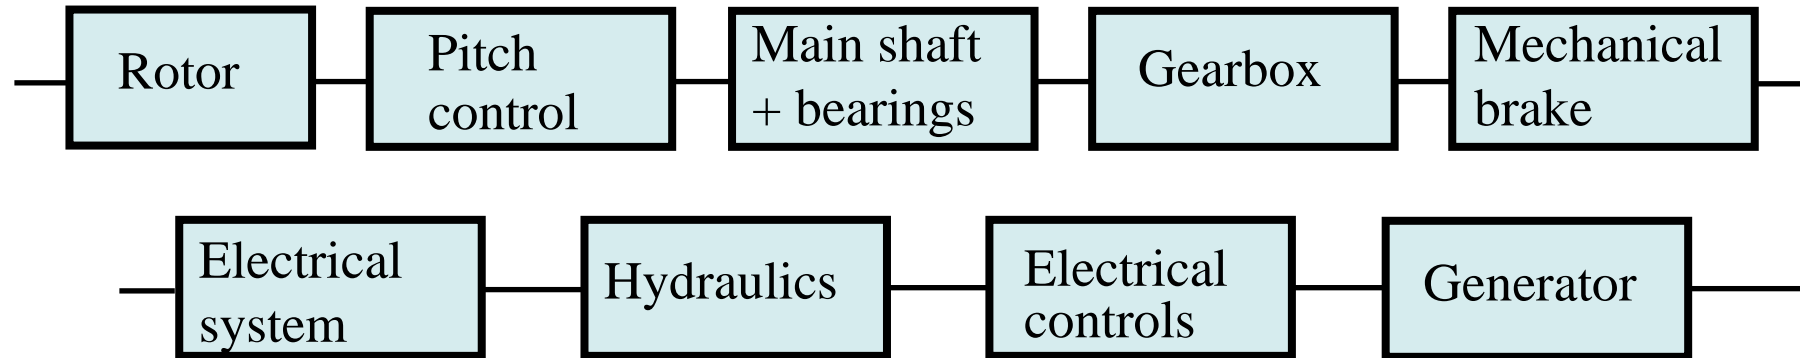 Rotor
Pitch
control
Main shaft
+ bearings
Gearbox
Mechanical
brake
Electrical
system
Hydraulics
Electrical
controls
Generator